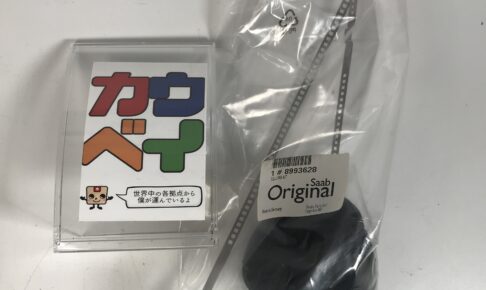 カウ
ベイ
世界中の各拠点から
僕が運んでいるよ
1 # 8993628
Saab
Original